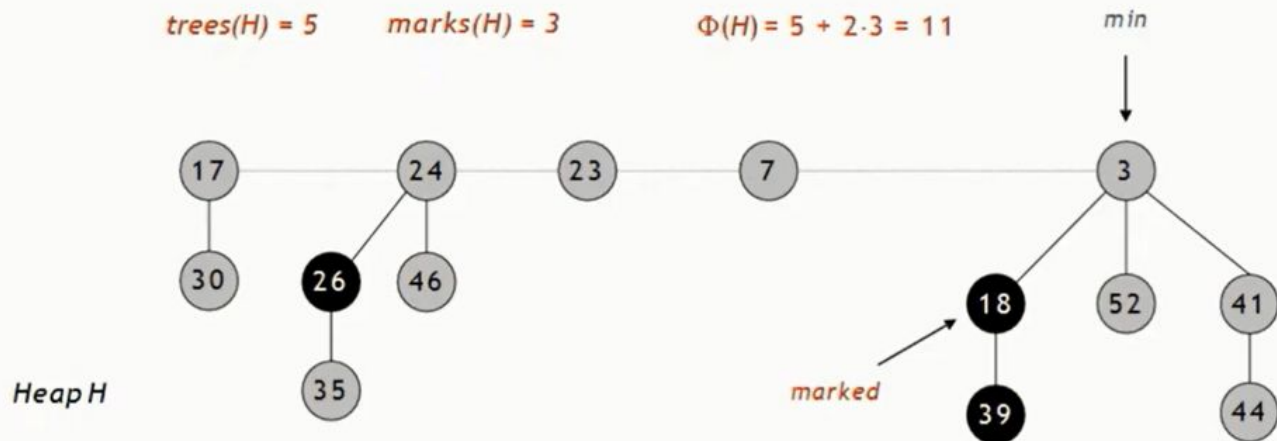 trees(H) = 5 marks(H) = 3 Φ(H) = 5 + 2·3 = 11 min
17 24 23 7 3
30 26 46 18 52 41
35 39 44
Heap H marked